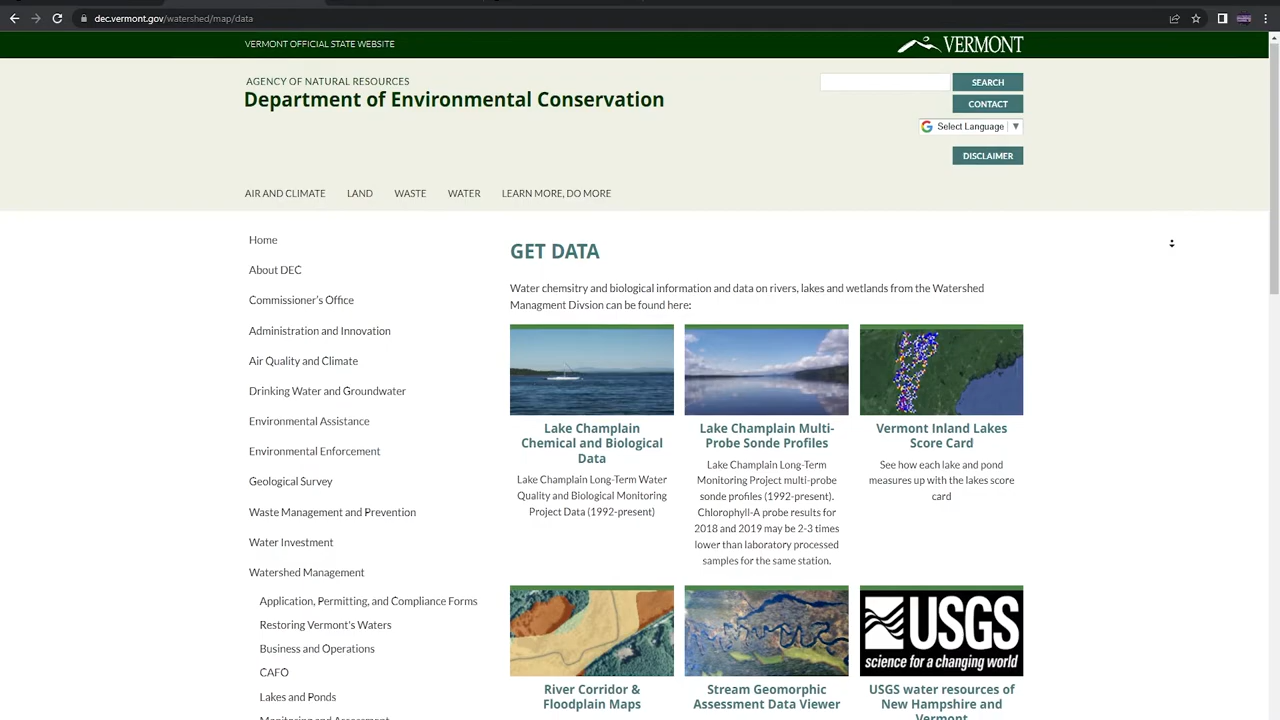 dec.vermont.gov/watershed/map/data
VERMONT OFFICIAL STATE WEBSITE
VERMONT
AGENCY OF NATURAL RESOURCES
Department of Environmental Conservation
SEARCH
CONTACT
Select Language
DISCLAIMER
AIR AND CLIMATE LAND WASTE WATER LEARN MORE, DO MORE
Home
About DEC
Commissioner's Office
Administration and Innovation
Air Quality and Climate
Drinking Water and Groundwater
Environmental Assistance
Environmental Enforcement
Geological Survey
Waste Management and Prevention
Water Investment
Watershed Management
Application, Permitting, and Compliance Forms
Restoring Vermont's Waters
Business and Operations
CAFO
Lakes and Ponds
Monitoring and Assessment
GET DATA
Water chemsitry and biological information and data on rivers, lakes and wetlands from the Watershed
Managment Divsion can be found here:
Lake Champlain
Chemical and Biological
Data
Lake Champlain Long-Term Water
Quality and Biological Monitoring
Project Data (1992-present)
Lake Champlain Multi-
Probe Sonde Profiles
Lake Champlain Long-Term
Monitoring Project multi-probe
sonde profiles (1992-present).
Chlorophyll-A probe results for
2018 and 2019 may be 2-3 times
lower than laboratory processed
samples for the same station.
Vermont Inland Lakes
Score Card
See how each lake and pond
measures up with the lakes score
card
River Corridor &
Floodplain Maps
Stream Geomorphic
Assessment Data Viewer
USGS
science for a changing world
USGS water resources of
New Hampshire and
Vermont